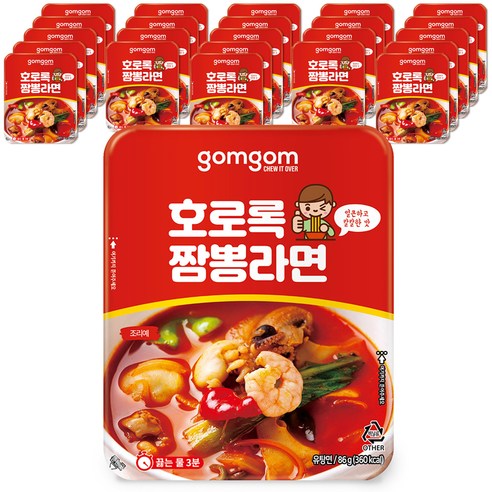 gomgom
CHEW IT OVER
호로록
짬뽕라면
얼큰하고
칼칼한 맛
조리예
끓는 물 3분
OTHER
유탕면 / 86 g (360 kcal)